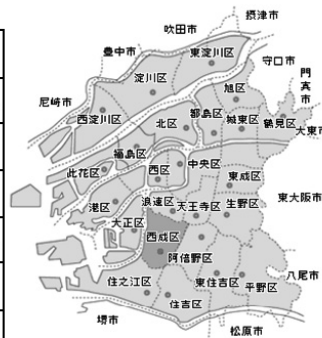 摂津市
吹田市
東淀川区
豊中市
守口市
淀川区
旭区
門真市
尼崎市
都島区
西淀川区
北区
城東区
鶴見区
大東市
福島区
此花区
西区
中央区
東成区
浪速区
天王寺区
生野区
東大阪市
港区
大正区
西成区
阿倍野区
八尾市
住之江区
東住吉区
平野区
住吉区
堺市
松原市